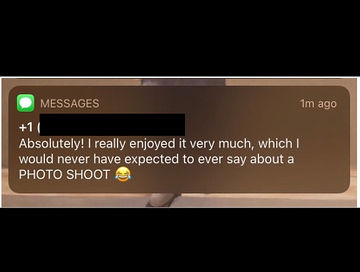 MESSAGES 1m ago
+1 (
Absolutely! I really enjoyed it very much, which I
would never have expected to ever say about a
PHOTO SHOOT 😂